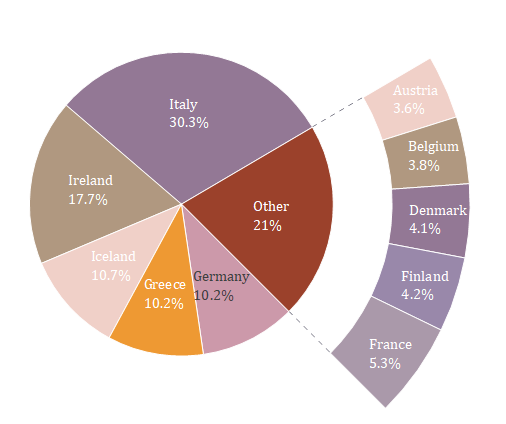 Italy
30.3%
Ireland
17.7%
Iceland
10.7%
Greece
10.2%
Germany
10.2%
Other
21%
Austria
3.6%
Belgium
3.8%
Denmark
4.1%
Finland
4.2%
France
5.3%